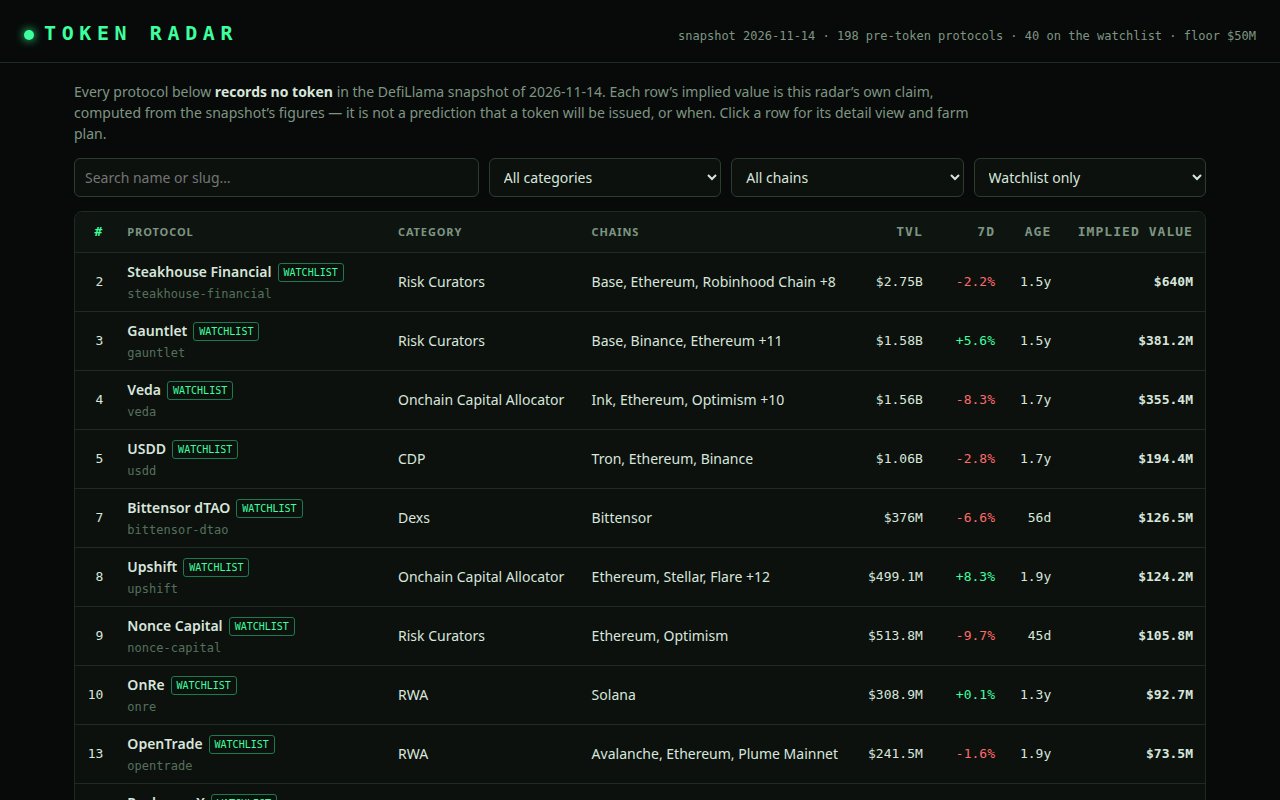 TOKEN RADAR
snapshot 2026-11-14 · 198 pre-token protocols · 40 on the watchlist · floor $50M
Every protocol below records no token in the DefiLlama snapshot of 2026-11-14. Each row’s implied value is this radar’s own claim,
computed from the snapshot’s figures — it is not a prediction that a token will be issued, or when. Click a row for its detail view and farm
plan.
Search name or slug… All categories All chains Watchlist only
# PROTOCOL CATEGORY CHAINS TVL 7D AGE IMPLIED VALUE
2 Steakhouse Financial WATCHLIST Risk Curators Base, Ethereum, Robinhood Chain +8 $2.75B -2.2% 1.5y $640M
steakhouse-financial
3 Gauntlet WATCHLIST Risk Curators Base, Binance, Ethereum +11 $1.58B +5.6% 1.5y $381.2M
gauntlet
4 Veda WATCHLIST Onchain Capital Allocator Ink, Ethereum, Optimism +10 $1.56B -8.3% 1.7y $355.4M
veda
5 USDD WATCHLIST CDP Tron, Ethereum, Binance $1.06B -2.8% 1.7y $194.4M
usdd
7 Bittensor dTAO WATCHLIST Dexs Bittensor $376M -6.6% 56d $126.5M
bittensor-dtao
8 Upshift WATCHLIST Onchain Capital Allocator Ethereum, Stellar, Flare +12 $499.1M +8.3% 1.9y $124.2M
upshift
9 Nonce Capital WATCHLIST Risk Curators Ethereum, Optimism $513.8M -9.7% 45d $105.8M
nonce-capital
10 OnRe WATCHLIST RWA Solana $308.9M +0.1% 1.3y $92.7M
onre
13 OpenTrade WATCHLIST RWA Avalanche, Ethereum, Plume Mainnet $241.5M -1.6% 1.9y $73.5M
opentrade